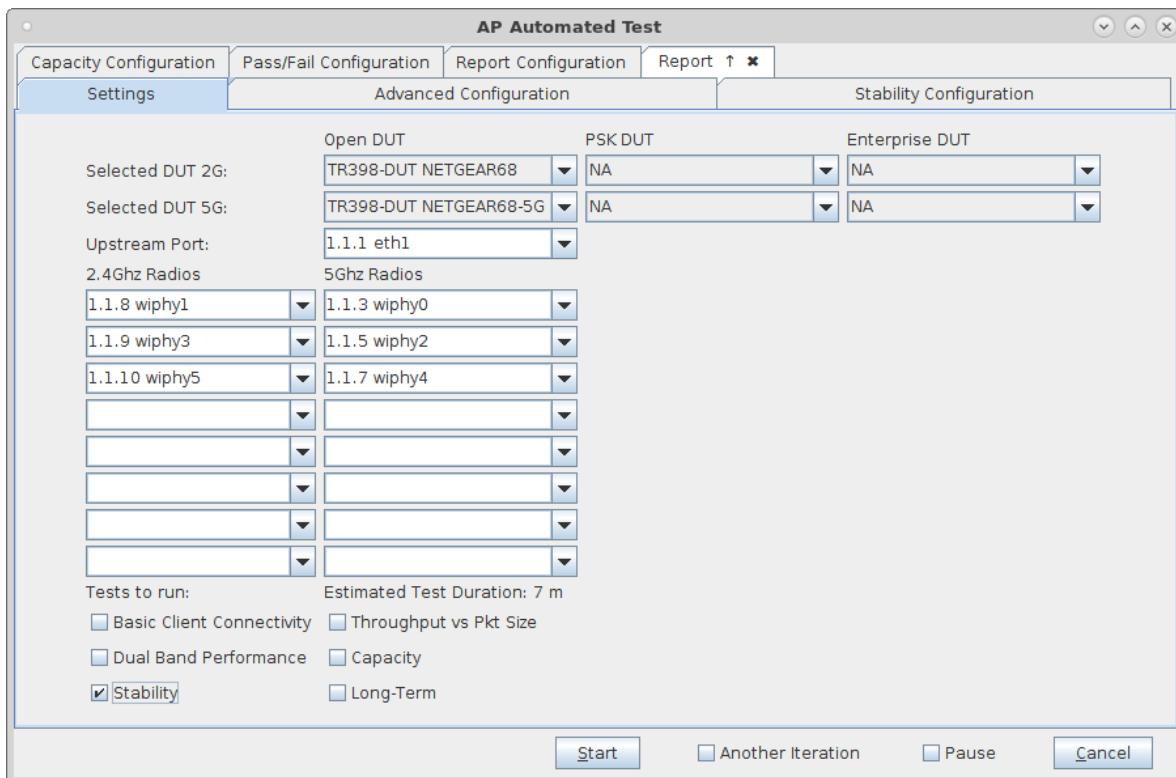 AP Automated Test
Capacity Configuration Pass/Fail Configuration Report Configuration Report ↑ ✖
Settings Advanced Configuration Stability Configuration
Open DUT PSK DUT Enterprise DUT
Selected DUT 2G: TR398-DUT NETGEAR68 NA NA
Selected DUT 5G: TR398-DUT NETGEAR68-5G NA NA
Upstream Port: 1.1.1 eth1
2.4Ghz Radios 5Ghz Radios
1.1.8 wiphy1 1.1.3 wiphy0
1.1.9 wiphy3 1.1.5 wiphy2
1.1.10 wiphy5 1.1.7 wiphy4
Tests to run: Estimated Test Duration: 7 m
Basic Client Connectivity Throughput vs Pkt Size
Dual Band Performance Capacity
Stability Long-Term
Start Another Iteration Pause Cancel